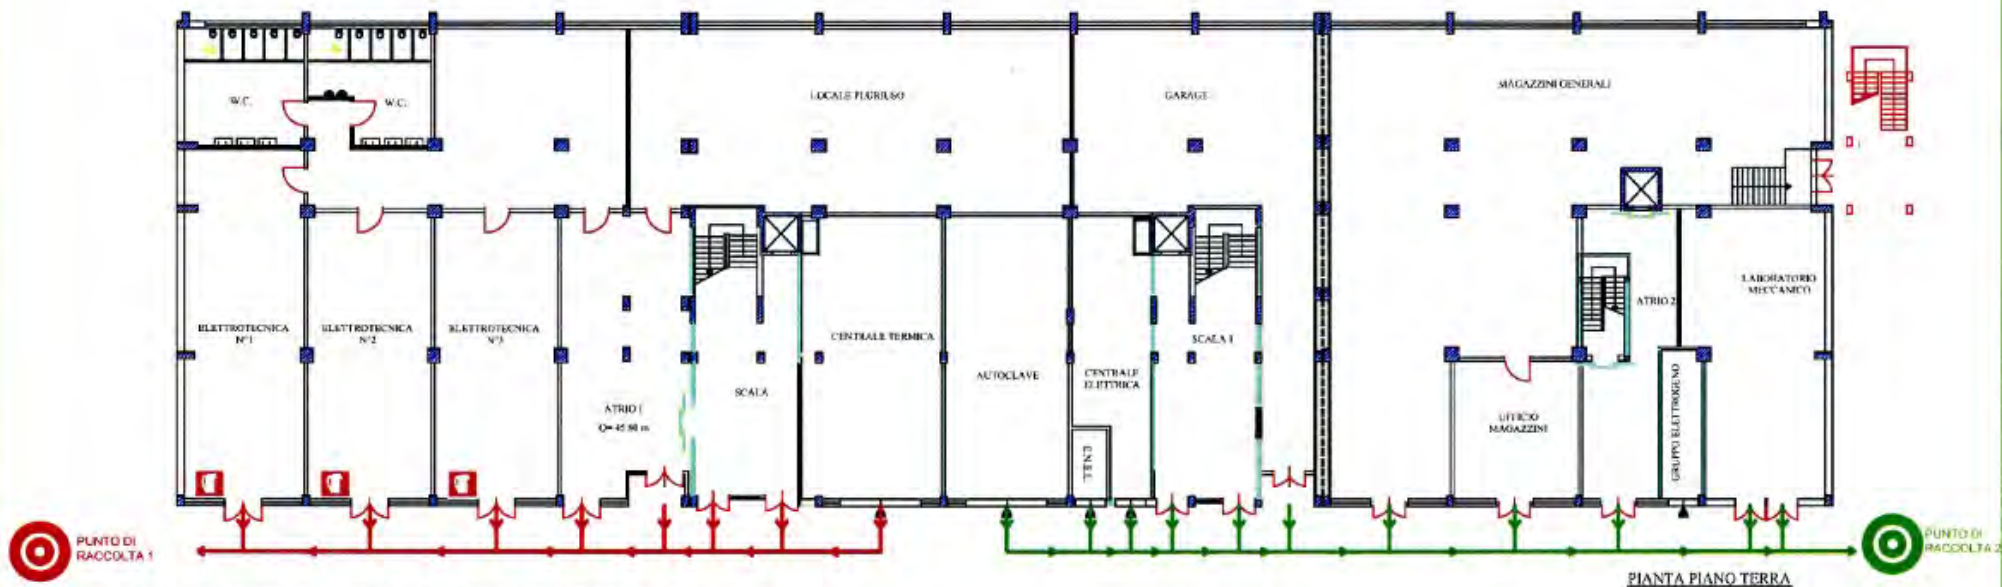 W.C.
W.C.
LOCALE PLURIUSO
GARAGE
MAGAZZINI GENERALI
ELETTROTECNICA
N°1
ELETTROTECNICA
N°2
ELETTROTECNICA
N°3
ATRIO 1
Q= 45.80 m
SCALA
CENTRALE TERMICA
AUTOCLAVE
CENTRALE
ELETTRICA
E.N.E.L.
SCALA 1
UFFICIO
MAGAZZINI
ATRIO 2
GRUPPO ELETTROGENO
LABORATORIO
MECCANICO
PUNTO DI
RACCOLTA 1
PUNTO DI
RACCOLTA 2
PIANTA PIANO TERRA